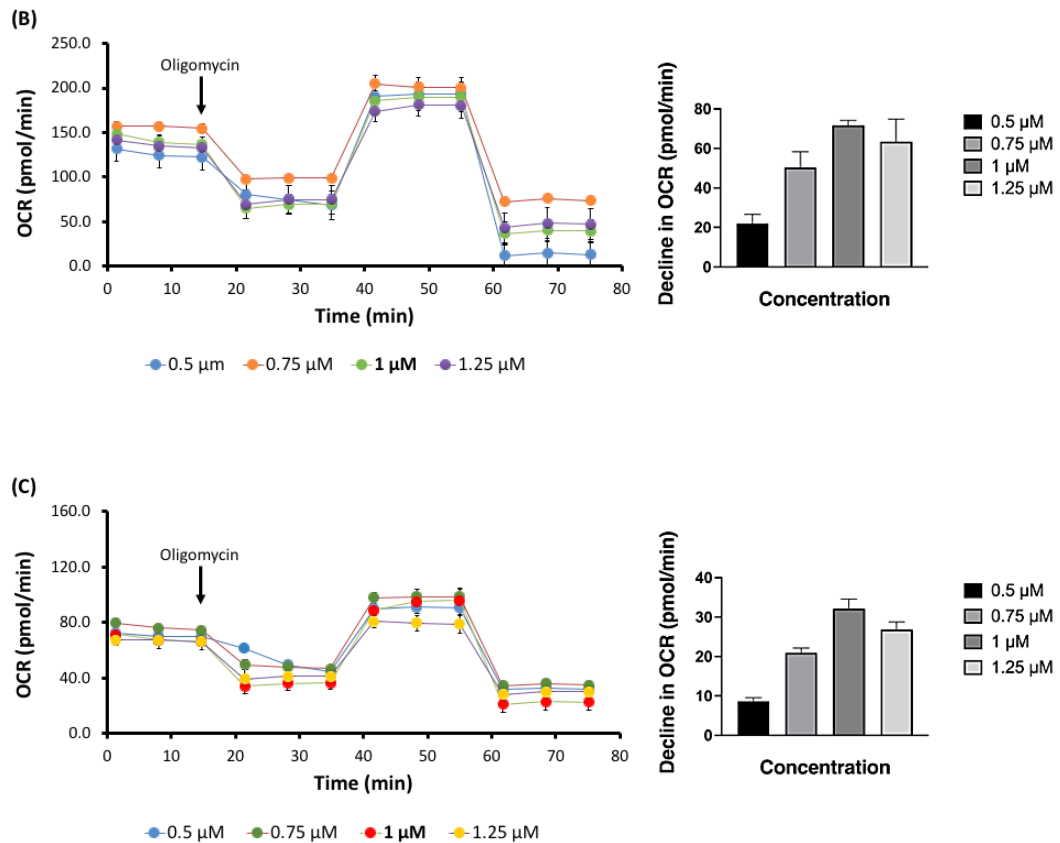 (B)
250.0
200.0
150.0
100.0
50.0
0.0
OCR (pmol/min)
Oligomycin
0 10 20 30 40 50 60 70 80
Time (min)
0.5 µm 0.75 µM 1 µM 1.25 µM
80
60
40
20
0
Decline in OCR (pmol/min)
Concentration
0.5 µM
0.75 µM
1 µM
1.25 µM
(C)
160.0
120.0
80.0
40.0
0.0
OCR (pmol/min)
Oligomycin
0 10 20 30 40 50 60 70 80
Time (min)
0.5 µM 0.75 µM 1 µM 1.25 µM
40
30
20
10
0
Decline in OCR (pmol/min)
Concentration
0.5 µM
0.75 µM
1 µM
1.25 µM